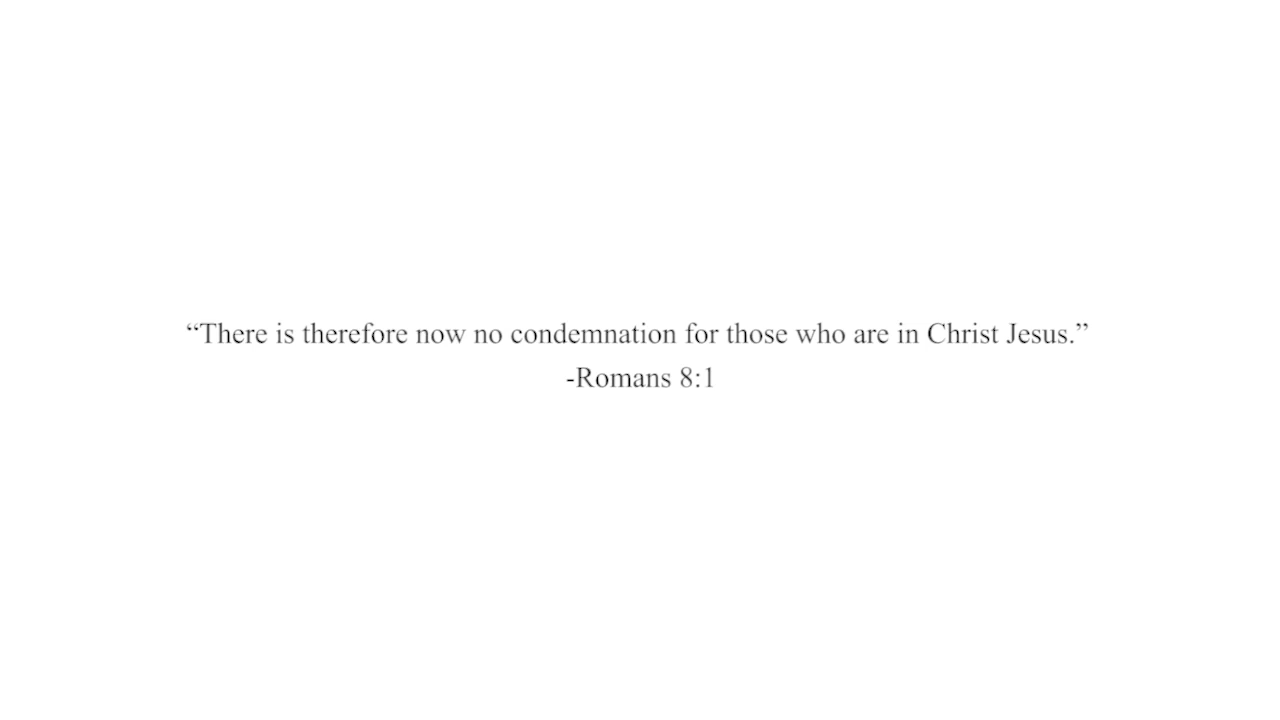 “There is therefore now no condemnation for those who are in Christ Jesus.”
-Romans 8:1